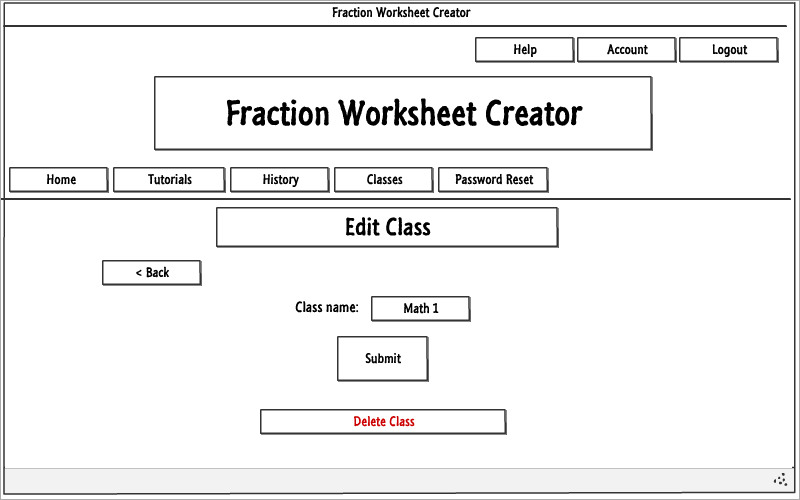 Fraction Worksheet Creator
Help Account Logout
Fraction Worksheet Creator
Home Tutorials History Classes Password Reset
Edit Class
< Back
Class name: Math 1
Submit
Delete Class